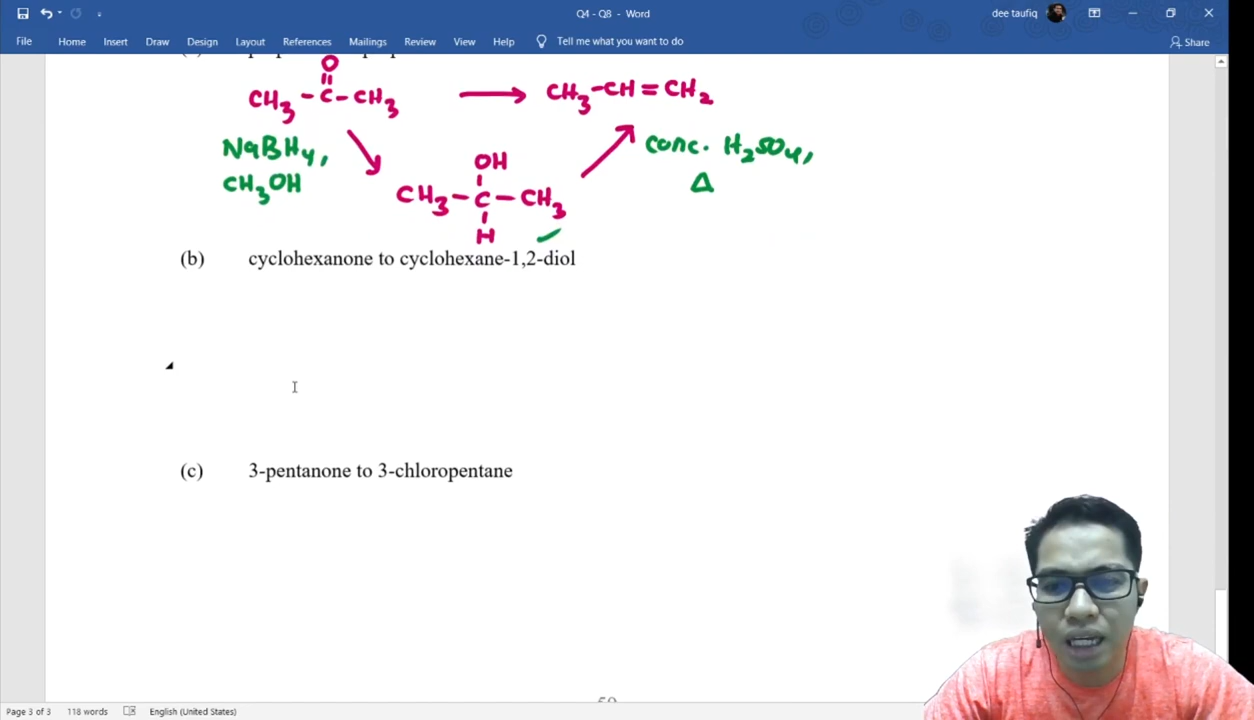 Q4 - Q8 - Word
dee taufiq
File Home Insert Draw Design Layout References Mailings Review View Help Tell me what you want to do Share
O
CH3-C-CH3 → CH3-CH=CH2
NaBH4, CH3OH
conc. H2SO4, Δ
OH
CH3-C-CH3
H
(b) cyclohexanone to cyclohexane-1,2-diol
(c) 3-pentanone to 3-chloropentane
Page 3 of 3 118 words English (United States)